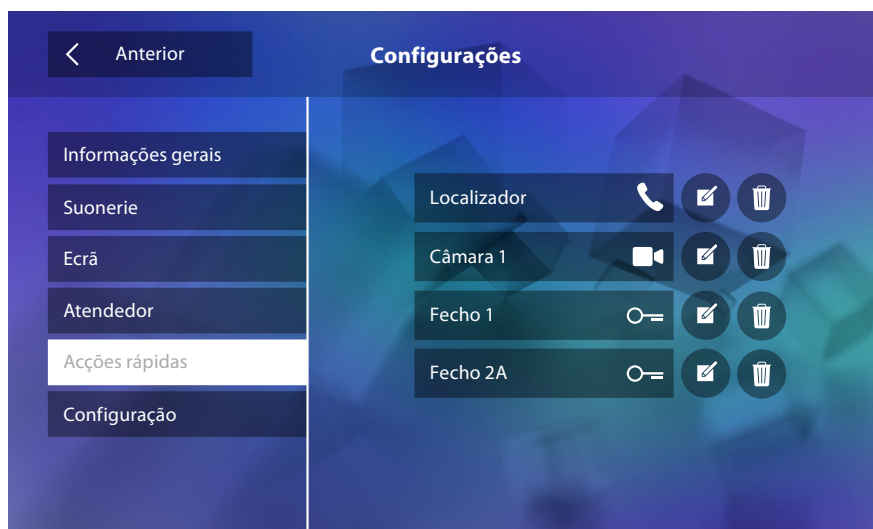 Anterior
Configurações
Informações gerais
Suonerie
Ecrã
Atendedor
Acções rápidas
Configuração
Localizador
Câmara 1
Fecho 1
Fecho 2A